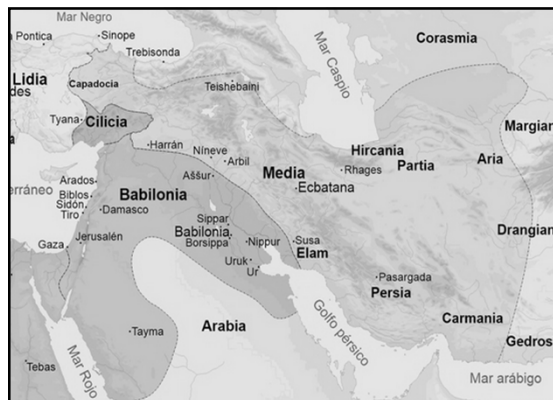 Mar Negro
Pontica
Sinope
Trebisonda
Mar Caspio
Corasmia
Lidia
Capadocia
Teishebaini
Tyana
Cilicia
Harrán
Nínive
Arbil
Aššur
Media
Ecbatana
Rhages
Hircania
Partia
Aria
Margian
Arados
Biblos
Sidón
Tiro
Damasco
Babilonia
Sippar
Babilonia
Borsippa
Nippur
Uruk
Ur
Susa
Elam
Drangian
Gaza
Jerusalén
Pasargada
Persia
Golfo pérsico
Carmania
Gedros
Arabia
Tayma
Mar Rojo
Tebas
Mar arábigo